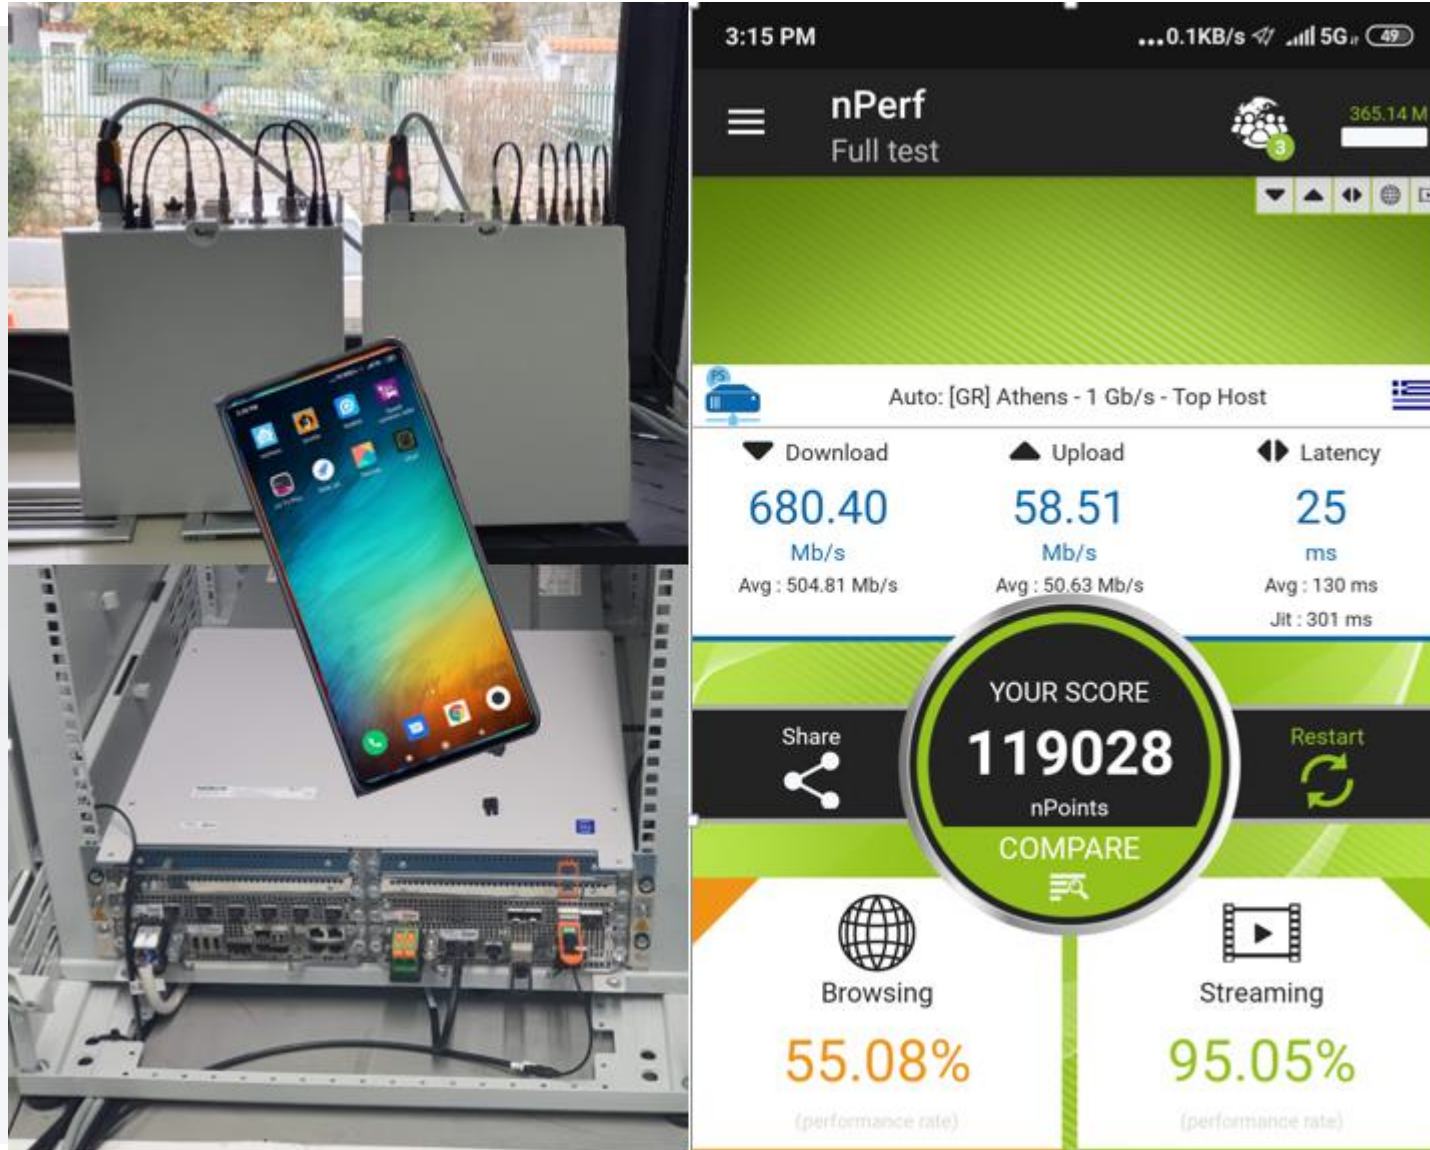 3:15 PM
...0.1KB/s 5G 49
nPerf
Full test
3
365.14 M
PS
Auto: [GR] Athens - 1 Gb/s - Top Host
Download Upload Latency
680.40 58.51 25
Mb/s Mb/s ms
Avg : 504.81 Mb/s Avg : 50.63 Mb/s Avg : 130 ms
Jit : 301 ms
YOUR SCORE
Share 119028 Restart
nPoints
COMPARE
Browsing Streaming
55.08% 95.05%
(performance rate) (performance rate)